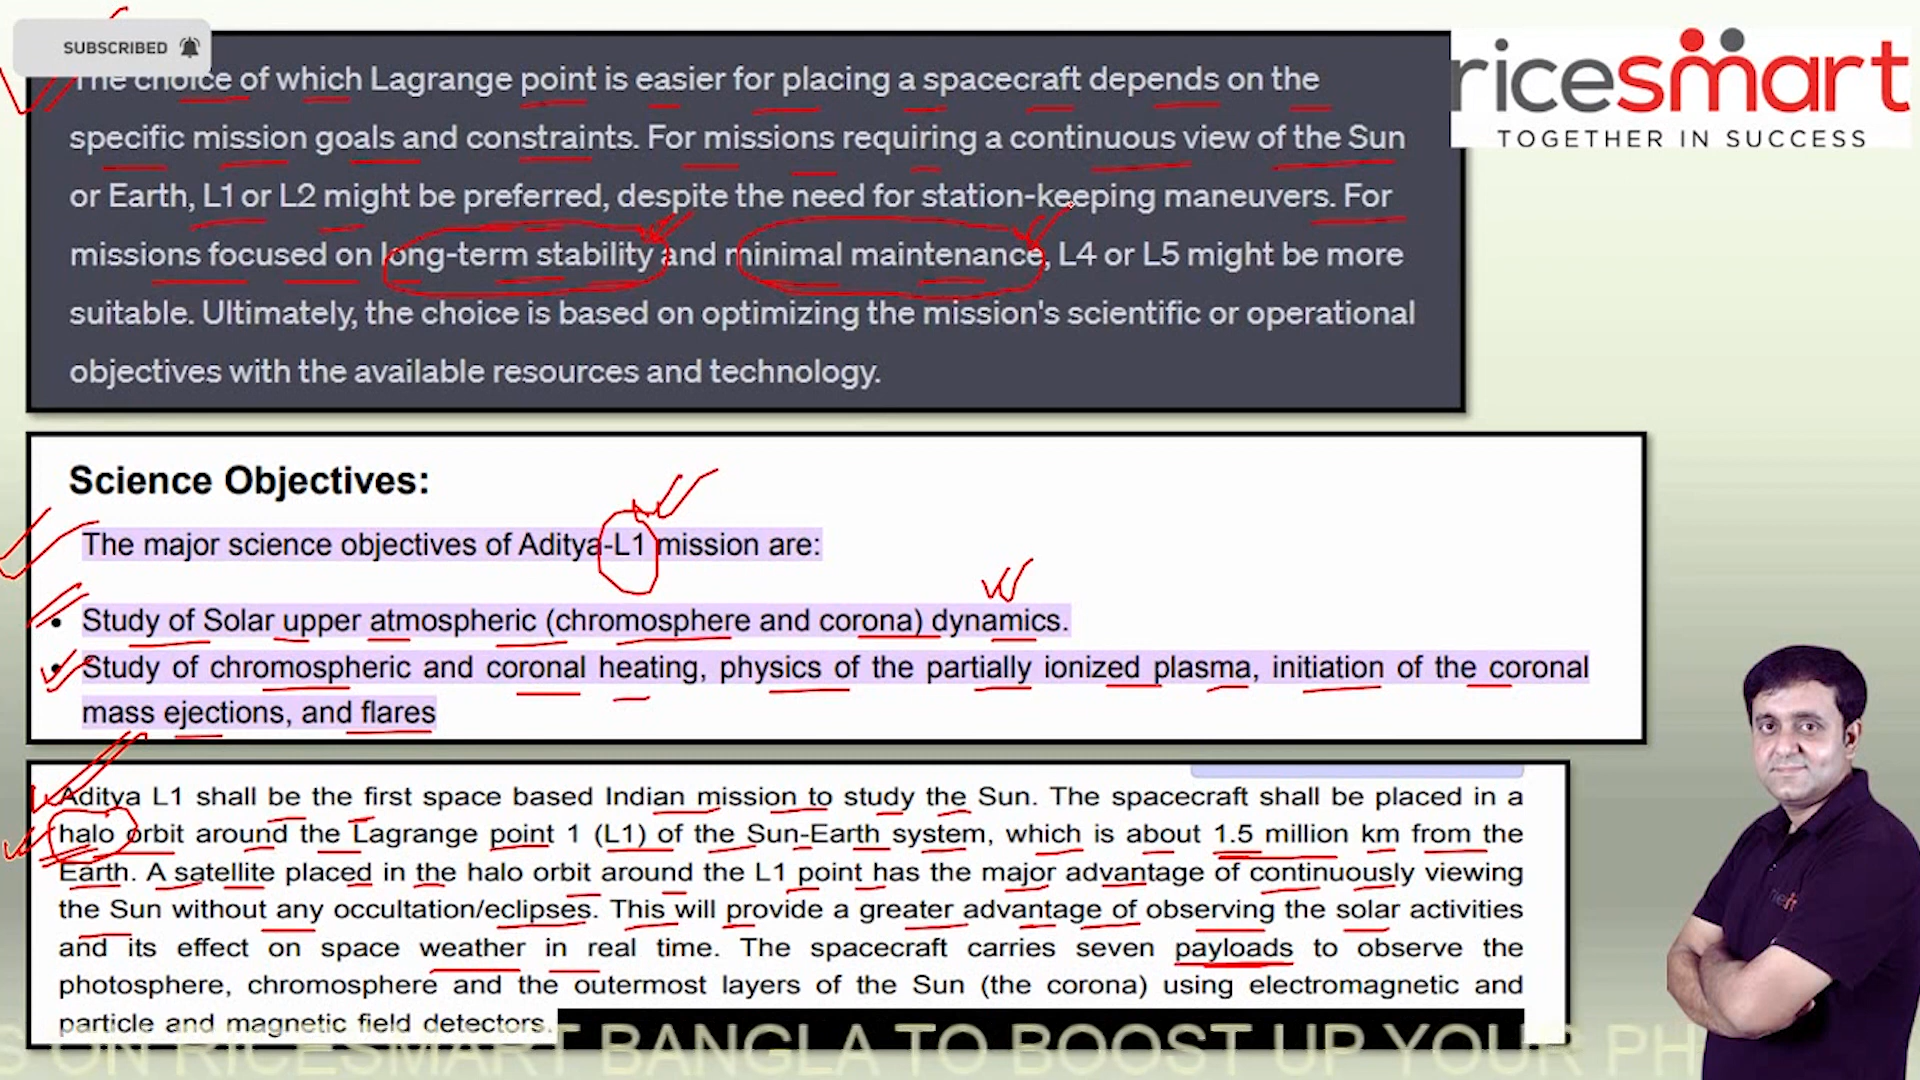 SUBSCRIBED
ricesmart
TOGETHER IN SUCCESS
The choice of which Lagrange point is easier for placing a spacecraft depends on the
specific mission goals and constraints. For missions requiring a continuous view of the Sun
or Earth, L1 or L2 might be preferred, despite the need for station-keeping maneuvers. For
missions focused on long-term stability and minimal maintenance, L4 or L5 might be more
suitable. Ultimately, the choice is based on optimizing the mission's scientific or operational
objectives with the available resources and technology.
Science Objectives:
The major science objectives of Aditya-L1 mission are:
• Study of Solar upper atmospheric (chromosphere and corona) dynamics.
• Study of chromospheric and coronal heating, physics of the partially ionized plasma, initiation of the coronal
mass ejections, and flares
Aditya L1 shall be the first space based Indian mission to study the Sun. The spacecraft shall be placed in a
halo orbit around the Lagrange point 1 (L1) of the Sun-Earth system, which is about 1.5 million km from the
Earth. A satellite placed in the halo orbit around the L1 point has the major advantage of continuously viewing
the Sun without any occultation/eclipses. This will provide a greater advantage of observing the solar activities
and its effect on space weather in real time. The spacecraft carries seven payloads to observe the
photosphere, chromosphere and the outermost layers of the Sun (the corona) using electromagnetic and
particle and magnetic field detectors.
S ON RICESMART BANGLA TO BOOST UP YOUR PH